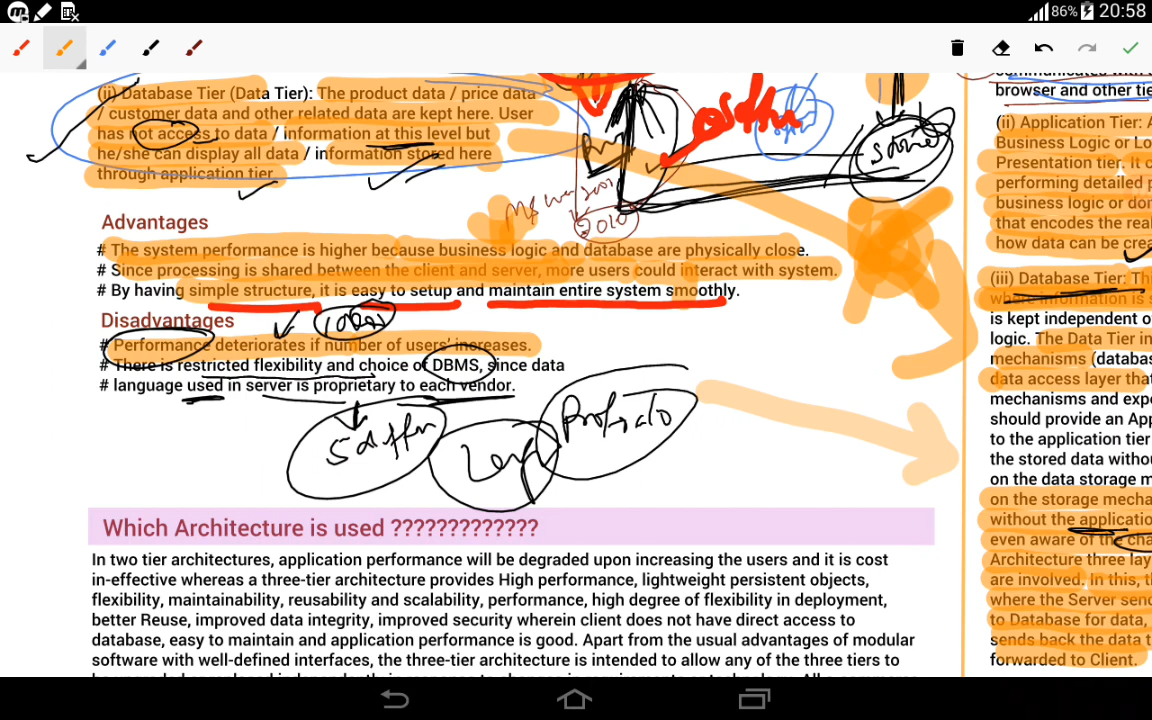 86% 20:58
(ii) Database Tier (Data Tier): The product data / price data
/ customer data and other related data are kept here. User
has not access to data / information at this level but
he/she can display all data / information stored here
through application tier.
2010
Advantages
# The system performance is higher because business logic and database are physically close.
# Since processing is shared between the client and server, more users could interact with system.
# By having simple structure, it is easy to setup and maintain entire system smoothly.
Disadvantages
# Performance deteriorates if number of users' increases.
# There is restricted flexibility and choice of DBMS, since data
# language used in server is proprietary to each vendor.
Which Architecture is used ?????????????
In two tier architectures, application performance will be degraded upon increasing the users and it is cost
in-effective whereas a three-tier architecture provides High performance, lightweight persistent objects,
flexibility, maintainability, reusability and scalability, performance, high degree of flexibility in deployment,
better Reuse, improved data integrity, improved security wherein client does not have direct access to
database, easy to maintain and application performance is good. Apart from the usual advantages of modular
software with well-defined interfaces, the three-tier architecture is intended to allow any of the three tiers to
browser and other tie
(ii) Application Tier: A
Business Logic or Lo
Presentation tier. It c
performing detailed p
business logic or dom
that encodes the real
how data can be crea
(iii) Database Tier: Th
where information is s
is kept independent o
logic. The Data Tier in
mechanisms (databas
data access layer that
mechanisms and expo
should provide an App
to the application tier
the stored data withou
on the data storage m
on the storage mecha
without the applicatio
even aware of the cha
Architecture three lay
are involved. In this, th
where the Server send
to Database for data,
sends back the data t
forwarded to Client.